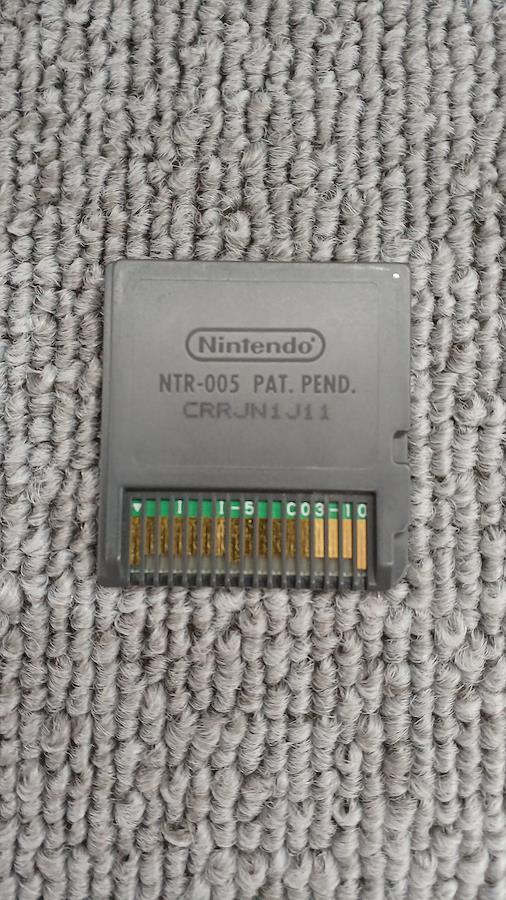 Nintendo
NTR-005 PAT. PEND.
CRRJN1J11
▼ I I-5 C03-10